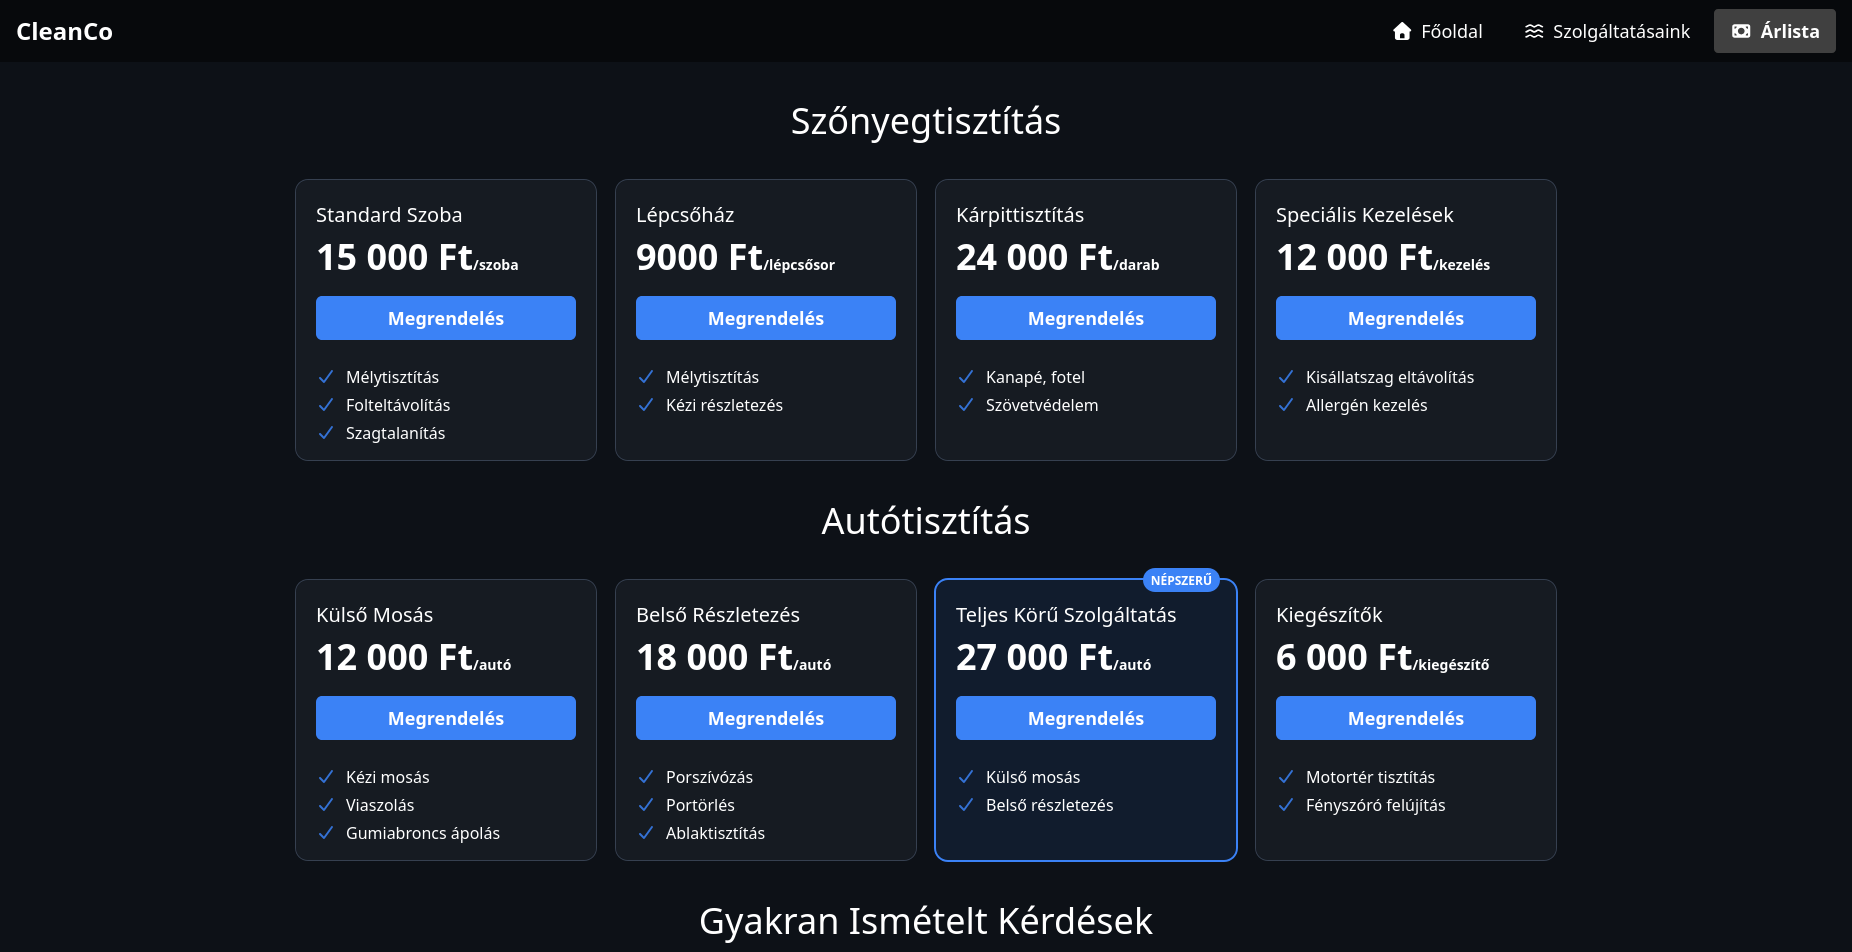 CleanCo
Főoldal
Szolgáltatásaink
Árlista
Szőnyegtisztítás
Standard Szoba
15 000 Ft/szoba
Megrendelés
Mélytisztítás
Folteltávolítás
Szagtalanítás
Lépcsőház
9000 Ft/lépcsősor
Megrendelés
Mélytisztítás
Kézi részletezés
Kárpittisztítás
24 000 Ft/darab
Megrendelés
Kanapé, fotel
Szövetvédelem
Speciális Kezelések
12 000 Ft/kezelés
Megrendelés
Kisállatszag eltávolítás
Allergén kezelés
Autótisztítás
Külső Mosás
12 000 Ft/autó
Megrendelés
Kézi mosás
Viaszolás
Gumiabroncs ápolás
Belső Részletezés
18 000 Ft/autó
Megrendelés
Porszívózás
Portörlés
Ablaktisztítás
NÉPSZERŰ
Teljes Körű Szolgáltatás
27 000 Ft/autó
Megrendelés
Külső mosás
Belső részletezés
Kiegészítők
6 000 Ft/kiegészítő
Megrendelés
Motortér tisztítás
Fényszóró felújítás
Gyakran Ismételt Kérdések